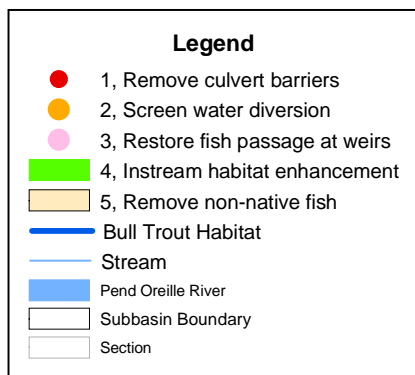 Legend
1, Remove culvert barriers
2, Screen water diversion
3, Restore fish passage at weirs
4, Instream habitat enhancement
5, Remove non-native fish
Bull Trout Habitat
Stream
Pend Oreille River
Subbasin Boundary
Section